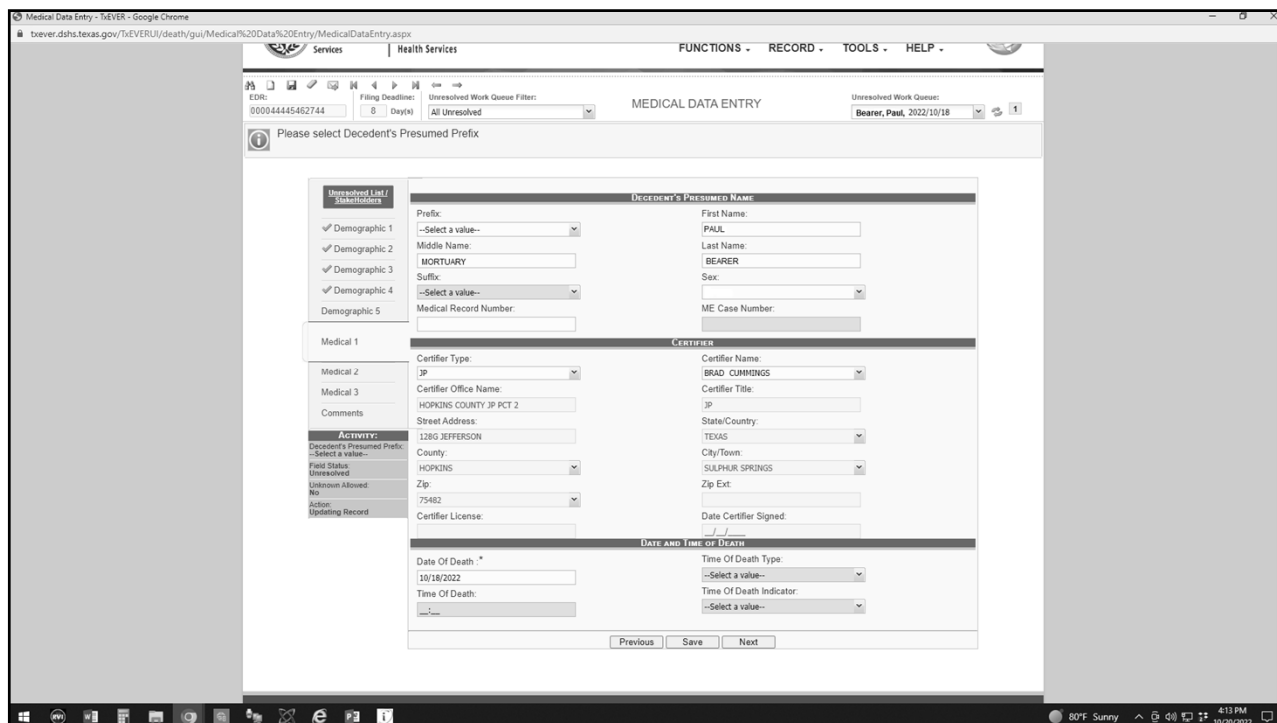 Medical Data Entry - TxEVER - Google Chrome
txever.dshs.texas.gov/TxEVERUI/death/gui/Medical%20Data%20Entry/MedicalDataEntry.aspx
Services Health Services FUNCTIONS RECORD TOOLS HELP
EDR: Filing Deadline: Unresolved Work Queue Filter: MEDICAL DATA ENTRY Unresolved Work Queue:
000044445462744 8 Day(s) All Unresolved Bearer, Paul, 2022/10/18 1
Please select Decedent's Presumed Prefix
Unresolved List / StakeHolders
Demographic 1
Demographic 2
Demographic 3
Demographic 4
Demographic 5
Medical 1
Medical 2
Medical 3
Comments
ACTIVITY:
Decedent's Presumed Prefix:
--Select a value--
Field Status:
Unresolved
Unknown Allowed:
No
Action:
Updating Record
DECEDENT'S PRESUMED NAME
Prefix: First Name:
--Select a value-- PAUL
Middle Name: Last Name:
MORTUARY BEARER
Suffix: Sex:
--Select a value--
Medical Record Number: ME Case Number:
CERTIFIER
Certifier Type: Certifier Name:
JP BRAD CUMMINGS
Certifier Office Name: Certifier Title:
HOPKINS COUNTY JP PCT 2 JP
Street Address: State/Country:
128G JEFFERSON TEXAS
County: City/Town:
HOPKINS SULPHUR SPRINGS
Zip: Zip Ext:
75482
Certifier License: Date Certifier Signed:
__/__/____
DATE AND TIME OF DEATH
Date Of Death :* Time Of Death Type:
10/18/2022 --Select a value--
Time Of Death: Time Of Death Indicator:
__:__ --Select a value--
Previous Save Next
80°F Sunny 4:13 PM
10/20/2022